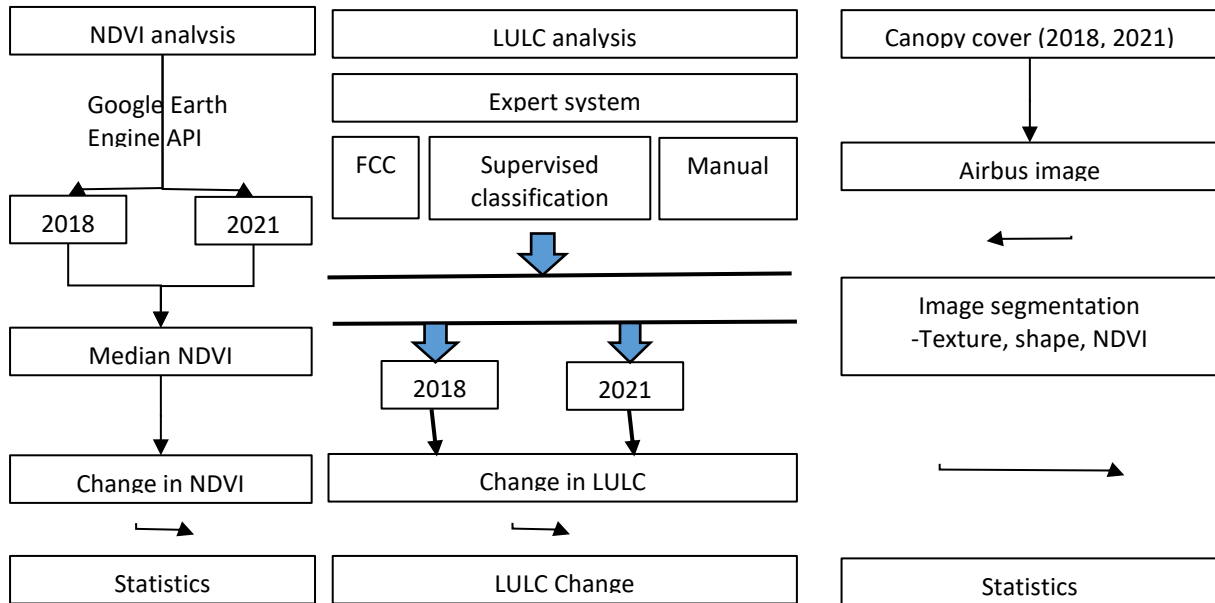 NDVI analysis
Google Earth
Engine API
2018
2021
Median NDVI
Change in NDVI
Statistics
LULC analysis
Expert system
FCC
Supervised
classification
Manual
2018
2021
Change in LULC
LULC Change
Canopy cover (2018, 2021)
Airbus image
Image segmentation
-Texture, shape, NDVI
Statistics